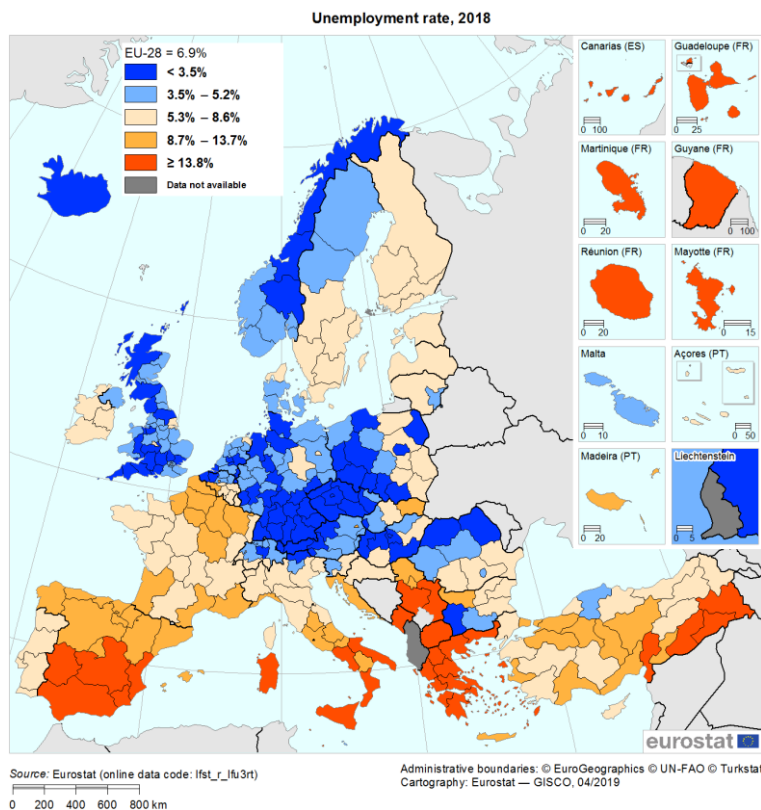 Unemployment rate, 2018
EU-28 = 6.9%
< 3.5%
3.5% – 5.2%
5.3% – 8.6%
8.7% – 13.7%
≥ 13.8%
Data not available
Canarias (ES)
0 100
Guadeloupe (FR)
0 25
Martinique (FR)
0 20
Guyane (FR)
0 100
Réunion (FR)
0 20
Mayotte (FR)
0 15
Malta
0 10
Açores (PT)
0 50
Madeira (PT)
0 20
Liechtenstein
0 5
eurostat
Source: Eurostat (online data code: lfst_r_lfu3rt)
0 200 400 600 800 km
Administrative boundaries: © EuroGeographics © UN-FAO © Turkstat
Cartography: Eurostat — GISCO, 04/2019